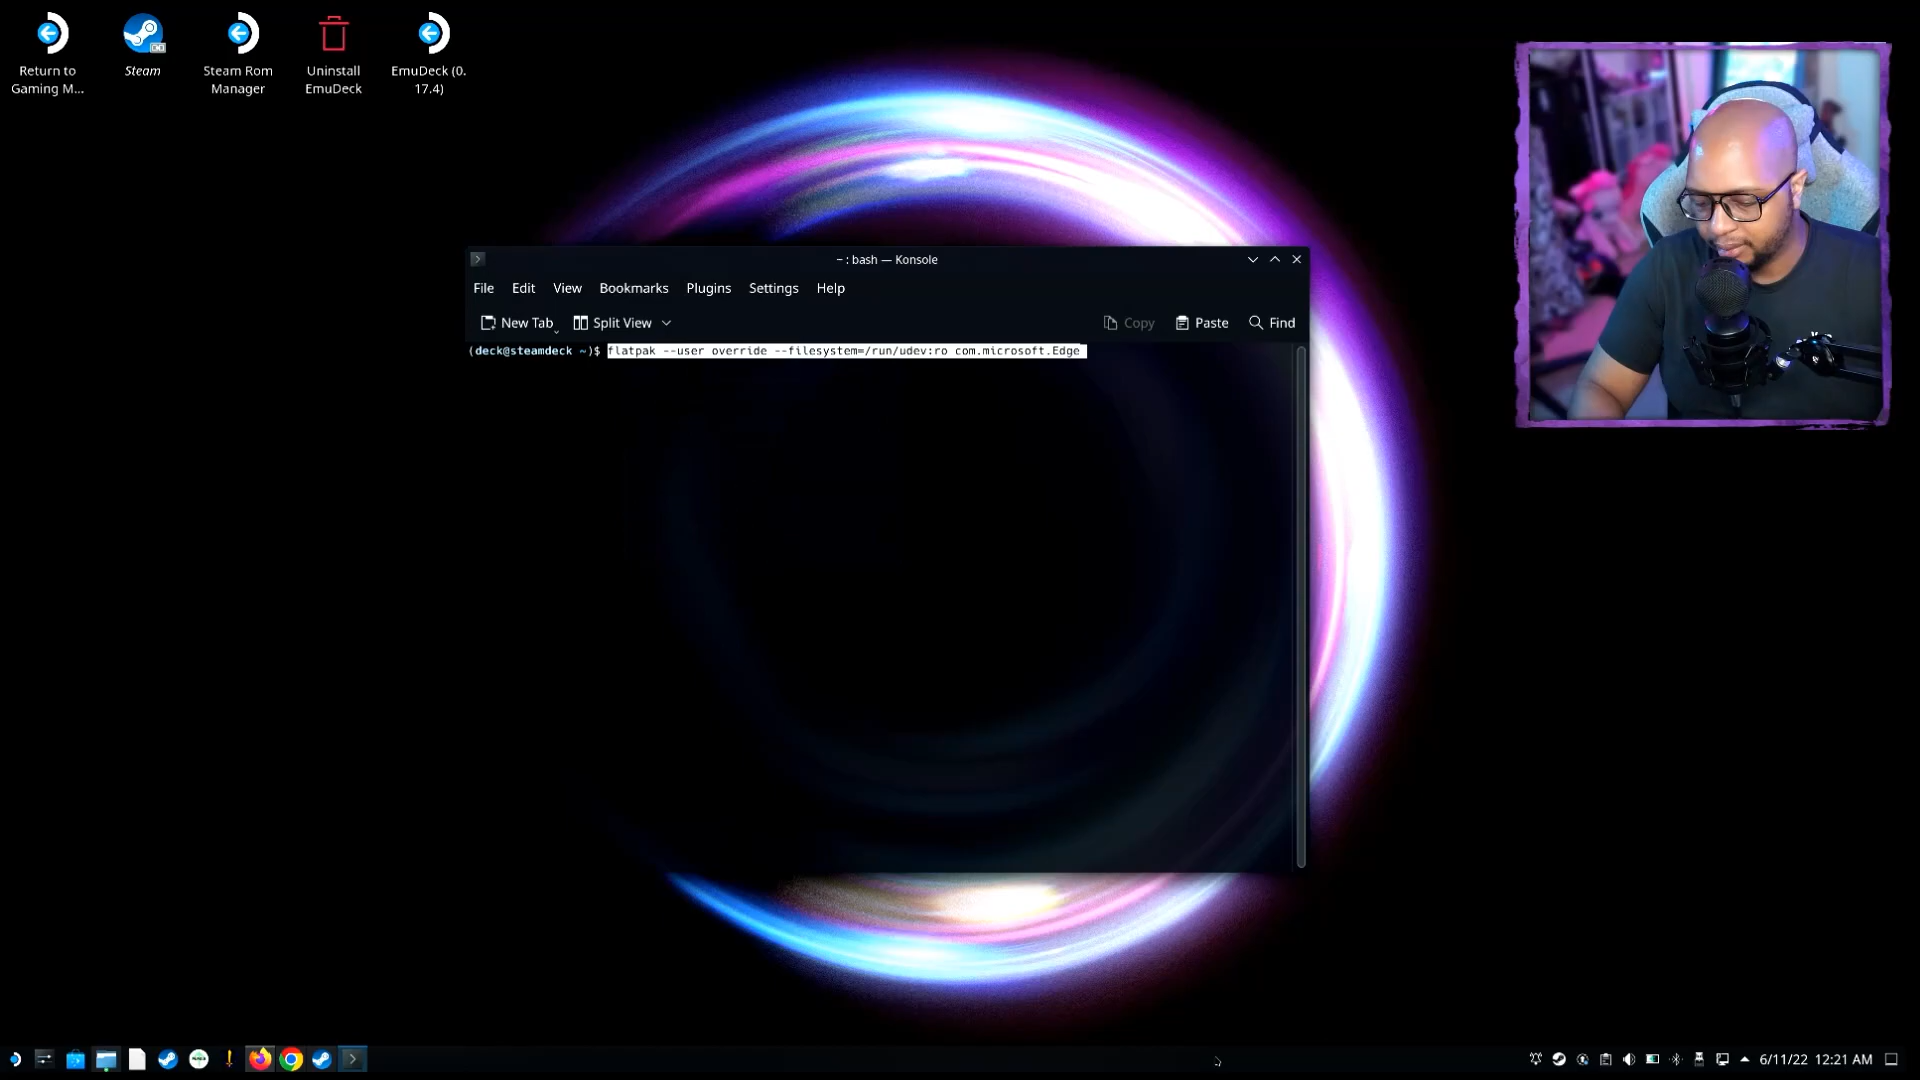 Return to
Gaming M...
Steam
Steam Rom
Manager
Uninstall
EmuDeck
EmuDeck (0.
17.4)
~ : bash — Konsole
File Edit View Bookmarks Plugins Settings Help
New Tab Split View Copy Paste Find
(deck@steamdeck ~)$ flatpak --user override --filesystem=/run/udev:ro com.microsoft.Edge
6/11/22 12:21 AM